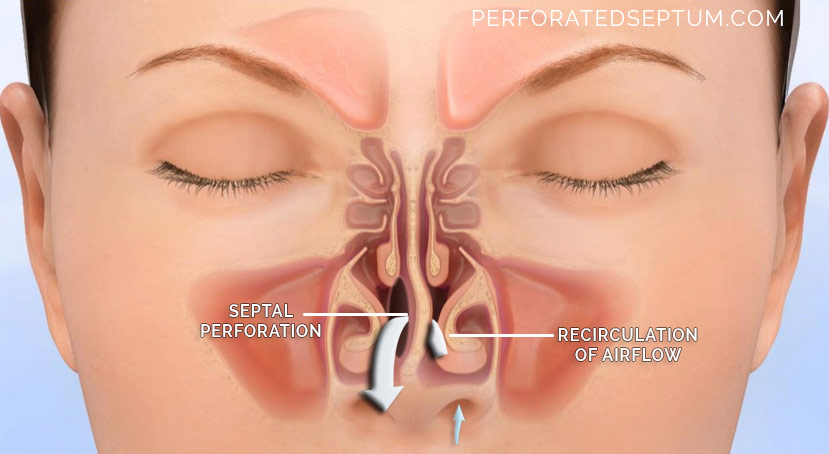 PERFORATEDSEPTUM.COM
SEPTAL
PERFORATION
RECIRCULATION
OF AIRFLOW